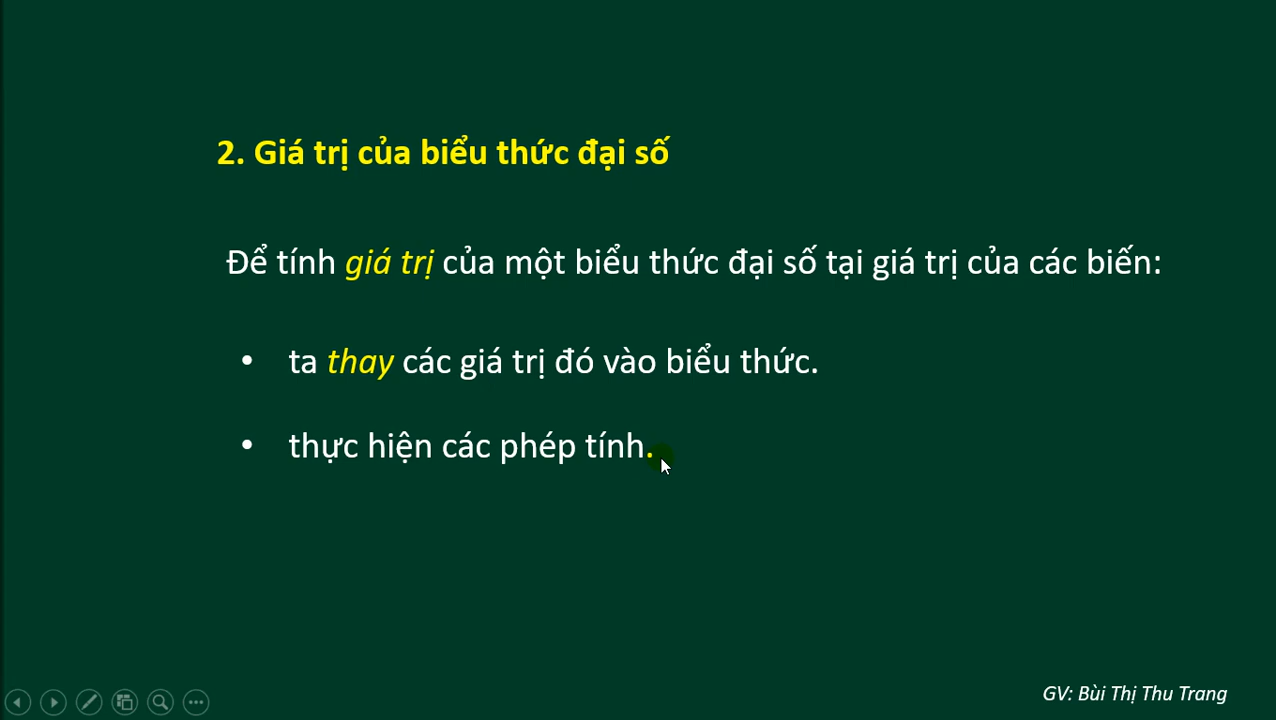 2. Giá trị của biểu thức đại số
Để tính giá trị của một biểu thức đại số tại giá trị của các biến:
• ta thay các giá trị đó vào biểu thức.
• thực hiện các phép tính.
GV: Bùi Thị Thu Trang